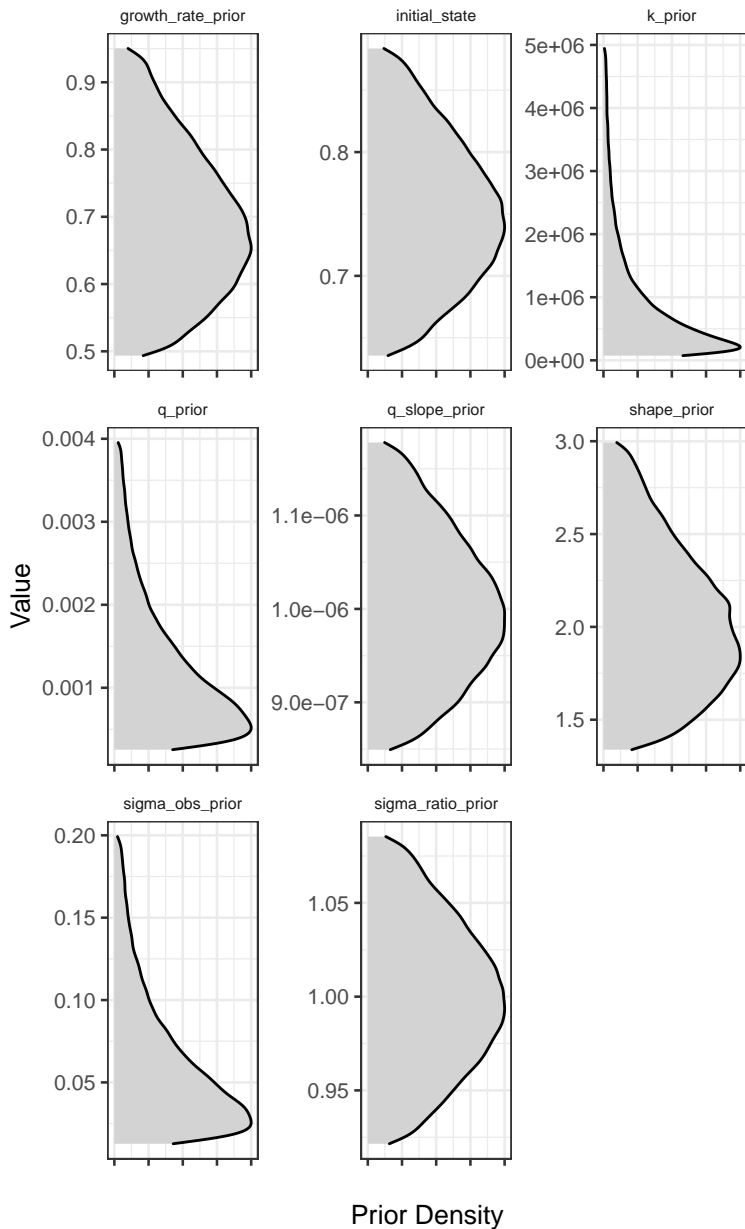 growth_rate_prior
initial_state
k_prior
0.9
0.8
0.7
0.6
0.5
0.8
0.7
5e+06
4e+06
3e+06
2e+06
1e+06
0e+00
q_prior
q_slope_prior
shape_prior
0.004
0.003
0.002
0.001
1.1e−06
1.0e−06
9.0e−07
3.0
2.5
2.0
1.5
Value
sigma_obs_prior
sigma_ratio_prior
0.20
0.15
0.10
0.05
1.05
1.00
0.95
Prior Density